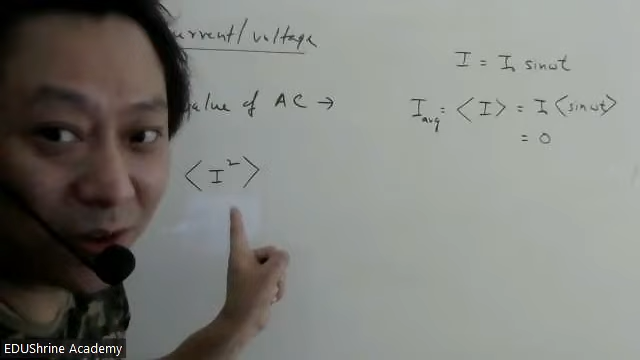 current/voltage
value of AC →
⟨I²⟩
I = I₀ sinωt
I_avg = ⟨I⟩ = I ⟨sinωt⟩
= 0
EDUShrine Academy